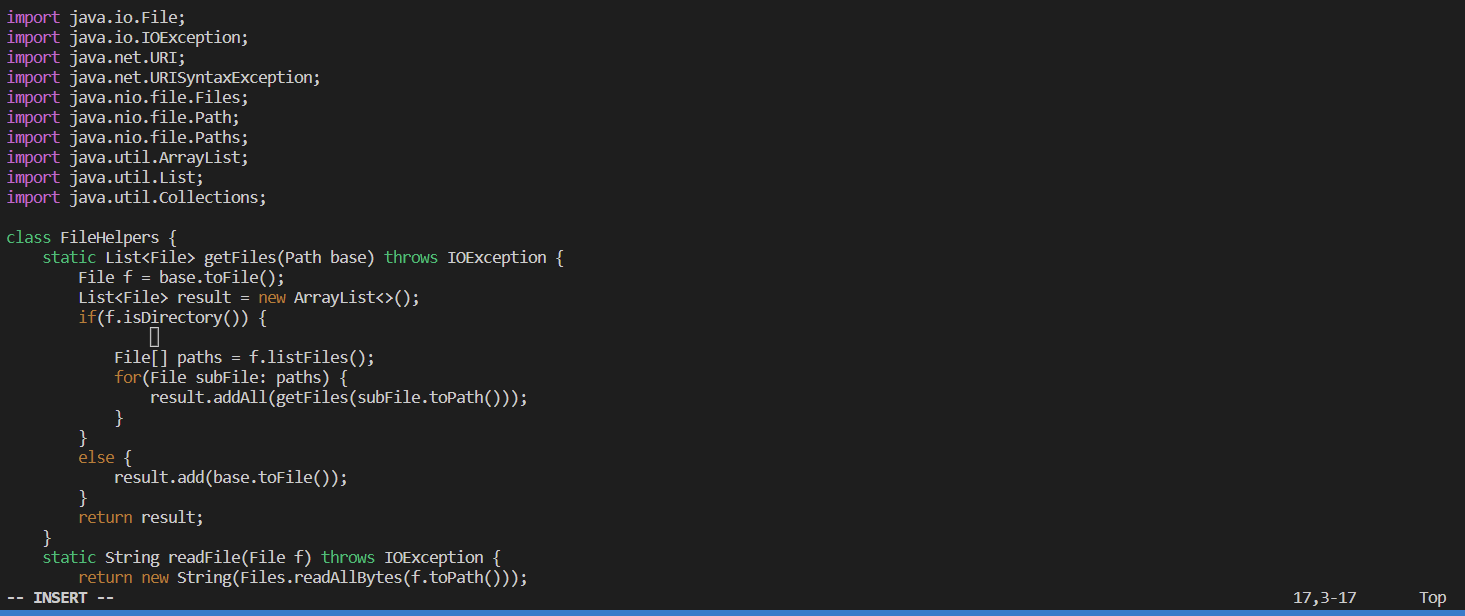 import java.io.File;
import java.io.IOException;
import java.net.URI;
import java.net.URISyntaxException;
import java.nio.file.Files;
import java.nio.file.Path;
import java.nio.file.Paths;
import java.util.ArrayList;
import java.util.List;
import java.util.Collections;

class FileHelpers {
    static List<File> getFiles(Path base) throws IOException {
        File f = base.toFile();
        List<File> result = new ArrayList<>();
        if(f.isDirectory()) {
            File[] paths = f.listFiles();
            for(File subFile: paths) {
                result.addAll(getFiles(subFile.toPath()));
            }
        }
        else {
            result.add(base.toFile());
        }
        return result;
    }
    static String readFile(File f) throws IOException {
        return new String(Files.readAllBytes(f.toPath()));
-- INSERT -- 17,3-17 Top